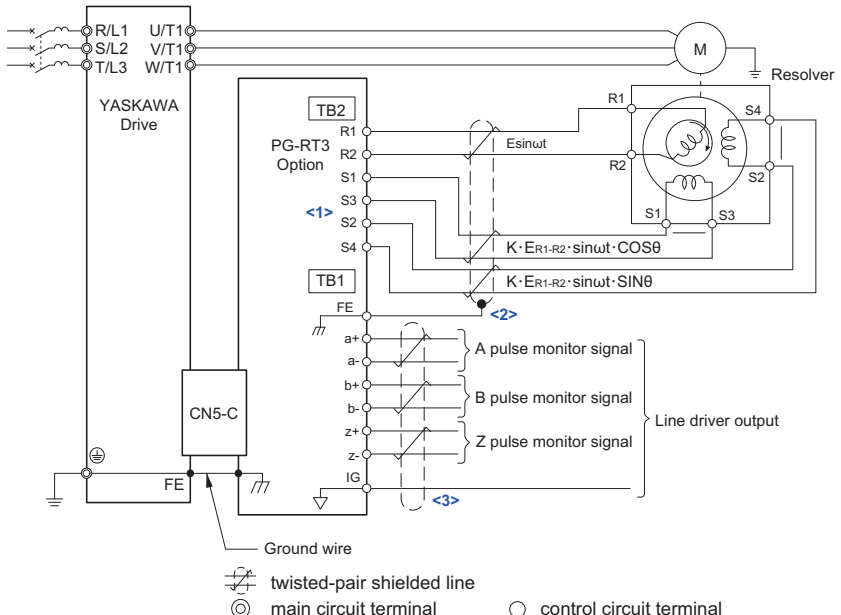 R/L1 U/T1
S/L2 V/T1
T/L3 W/T1
M
Resolver
YASKAWA
Drive
TB2
R1
R2
S1
S3
S2
S4
PG-RT3
Option
<1>
Esinωt
R1
R2
S4
S2
S1
S3
K·ER1-R2·sinωt·COSθ
K·ER1-R2·sinωt·SINθ
TB1
FE
<2>
a+
a-
b+
b-
z+
z-
IG
A pulse monitor signal
B pulse monitor signal
Z pulse monitor signal
Line driver output
<3>
CN5-C
FE
Ground wire
twisted-pair shielded line
main circuit terminal
control circuit terminal